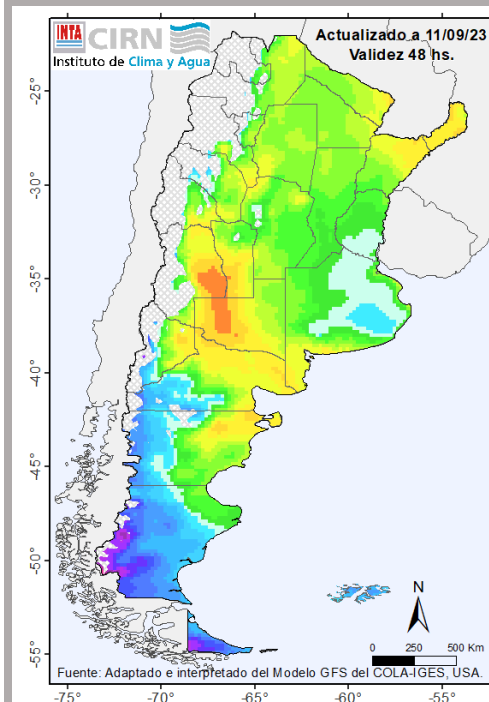 INTA CIRN
Instituto de Clima y Agua
Actualizado a 11/09/23
Validez 48 hs.
-25°
-30°
-35°
-40°
-45°
-50°
-55°
N
0 250 500 Km
Fuente: Adaptado e interpretado del Modelo GFS del COLA-IGES, USA.
-75° -70° -65° -60° -55°